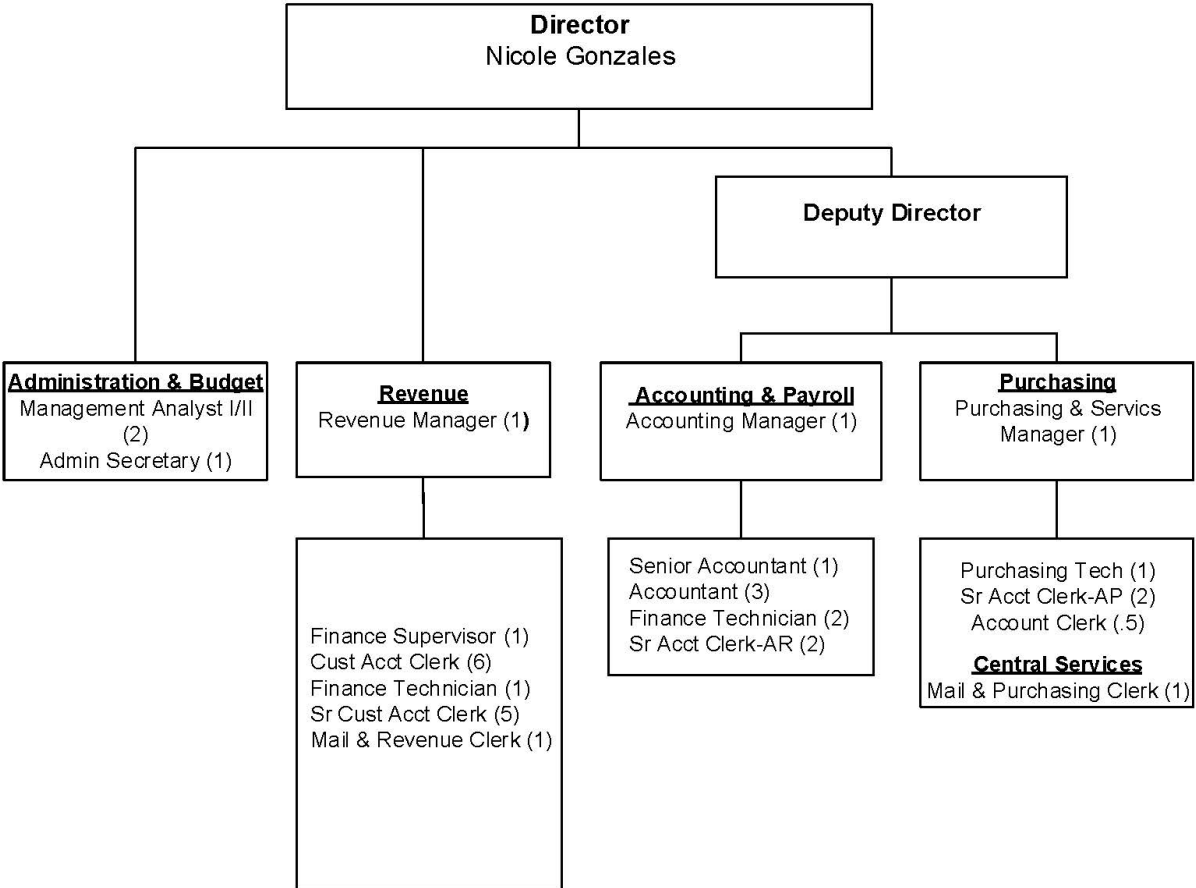 Director
Nicole Gonzales
Deputy Director
Administration & Budget
Management Analyst I/II
(2)
Admin Secretary (1)
Revenue
Revenue Manager (1)
Accounting & Payroll
Accounting Manager (1)
Purchasing
Purchasing & Servics
Manager (1)
Finance Supervisor (1)
Cust Acct Clerk (6)
Finance Technician (1)
Sr Cust Acct Clerk (5)
Mail & Revenue Clerk (1)
Senior Accountant (1)
Accountant (3)
Finance Technician (2)
Sr Acct Clerk-AR (2)
Purchasing Tech (1)
Sr Acct Clerk-AP (2)
Account Clerk (.5)
Central Services
Mail & Purchasing Clerk (1)